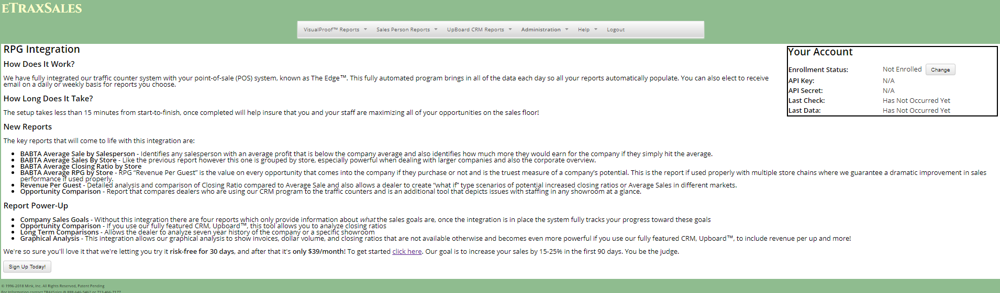 eTraxSales
VisualProof™ Reports
Sales Person Reports
UpBoard CRM Reports
Administration
Help
Logout
RPG Integration
How Does It Work?
We have fully integrated our traffic counter system with your point-of-sale (POS) system, known as The Edge™. This fully automated program brings in all of the data each day so all your reports automatically populate. You can also elect to receive
email on a daily or weekly basis for reports you choose.
How Long Does It Take?
The setup takes less than 15 minutes from start-to-finish, once completed will help insure that you and your staff are maximizing all of your opportunities on the sales floor!
New Reports
The key reports that will come to life with this integration are:
• BABTA Average Sale by Salesperson - Identifies any salesperson with an average profit that is below the company average and also identifies how much more they would earn for the company if they simply hit the average.
• BABTA Average Sales By Store - Like the previous report however this one is grouped by store, especially powerful when dealing with larger companies and also the corporate overview.
• BABTA Average Closing Ratio by Store
• BABTA Average RPG by Store - RPG “Revenue Per Guest” is the value on every opportunity that comes into the company if they purchase or not and is the truest measure of a company’s potential. This is the report if used properly with multiple store chains where we guarantee a dramatic improvement in sales
performance if used properly.
• Revenue Per Guest - Detailed analysis and comparison of Closing Ratio compared to Average Sale and also allows a dealer to create “what if” type scenarios of potential increased closing ratios or Average Sales in different markets.
• Opportunity Comparison - Report that compares dealers who are using our CRM program to the traffic counters and is an additional tool that depicts issues with staffing in any showroom at a glance.
Report Power-Up
• Company Sales Goals - Without this integration there are four reports which only provide information about what the sales goals are, once the integration is in place the system fully tracks your progress toward these goals
• Opportunity Comparison - If you use our fully featured CRM, Upboard™, this tool allows you to analyze closing ratios
• Long Term Comparisons - Allows the dealer to analyze seven year history of the company or a specific showroom
• Graphical Analysis - This integration allows our graphical analysis to show invoices, dollar volume, and closing ratios that are not available otherwise and becomes even more powerful if you use our fully featured CRM, Upboard™, to include revenue per up and more!
We're so sure you'll love it that we're letting you try it risk-free for 30 days, and after that it's only $39/month! To get started click here. Our goal is to increase your sales by 15-25% in the first 90 days. You be the judge.
Sign Up Today!
Your Account
Enrollment Status: Not Enrolled Change
API Key: N/A
API Secret: N/A
Last Check: Has Not Occurred Yet
Last Data: Has Not Occurred Yet
© 1996-2018 Mink, Inc. All Rights Reserved, Patent Pending
For Information contact TRAXSales @ 888-646-5462 or 713-466-7177